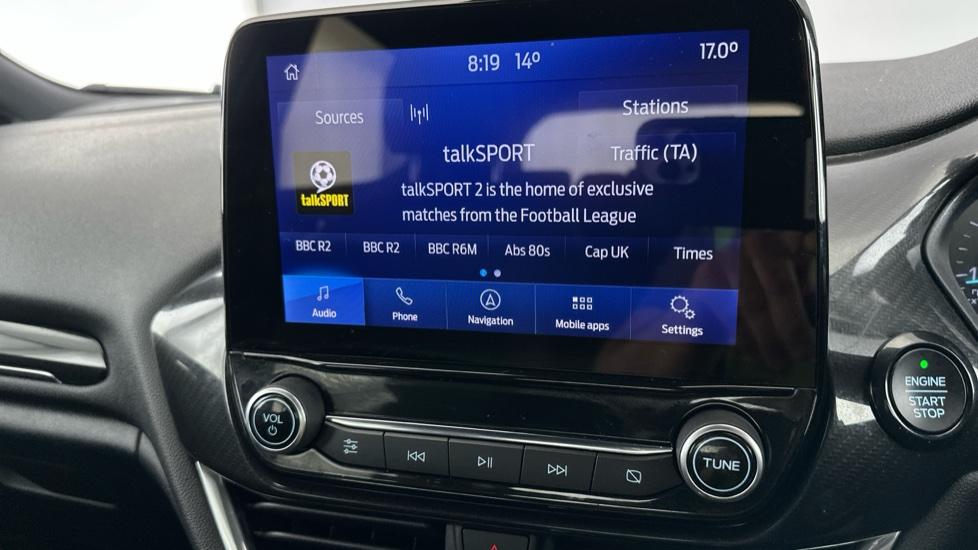 8:19 14° 17.0°
Sources Stations
talkSPORT Traffic (TA)
talkSPORT
talkSPORT 2 is the home of exclusive
matches from the Football League
BBC R2 BBC R2 BBC R6M Abs 80s Cap UK Times
Audio Phone Navigation Mobile apps Settings
VOL
TUNE
ENGINE
START
STOP